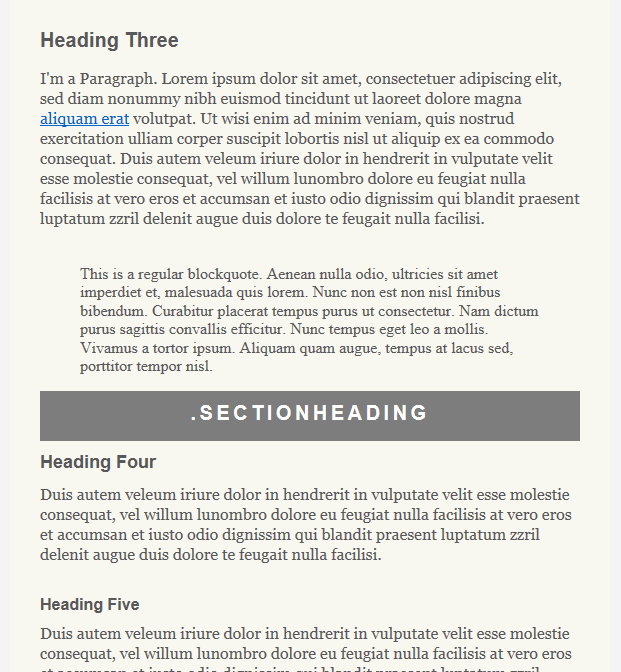 Heading Three
I'm a Paragraph. Lorem ipsum dolor sit amet, consectetuer adipiscing elit,
sed diam nonummy nibh euismod tincidunt ut laoreet dolore magna
aliquam erat volutpat. Ut wisi enim ad minim veniam, quis nostrud
exercitation ulliam corper suscipit lobortis nisl ut aliquip ex ea commodo
consequat. Duis autem veleum iriure dolor in hendrerit in vulputate velit
esse molestie consequat, vel willum lunombro dolore eu feugiat nulla
facilisis at vero eros et accumsan et iusto odio dignissim qui blandit praesent
luptatum zzril delenit augue duis dolore te feugait nulla facilisi.
This is a regular blockquote. Aenean nulla odio, ultricies sit amet
imperdiet et, malesuada quis lorem. Nunc non est non nisl finibus
bibendum. Curabitur placerat tempus purus ut consectetur. Nam dictum
purus sagittis convallis efficitur. Nunc tempus eget leo a mollis.
Vivamus a tortor ipsum. Aliquam quam augue, tempus at lacus sed,
porttitor tempor nisl.
.SECTIONHEADING
Heading Four
Duis autem veleum iriure dolor in hendrerit in vulputate velit esse molestie
consequat, vel willum lunombro dolore eu feugiat nulla facilisis at vero eros
et accumsan et iusto odio dignissim qui blandit praesent luptatum zzril
delenit augue duis dolore te feugait nulla facilisi.
Heading Five
Duis autem veleum iriure dolor in hendrerit in vulputate velit esse molestie
consequat, vel willum lunombro dolore eu feugiat nulla facilisis at vero eros
et accumsan et iusto odio dignissim qui blandit praesent luptatum zzril